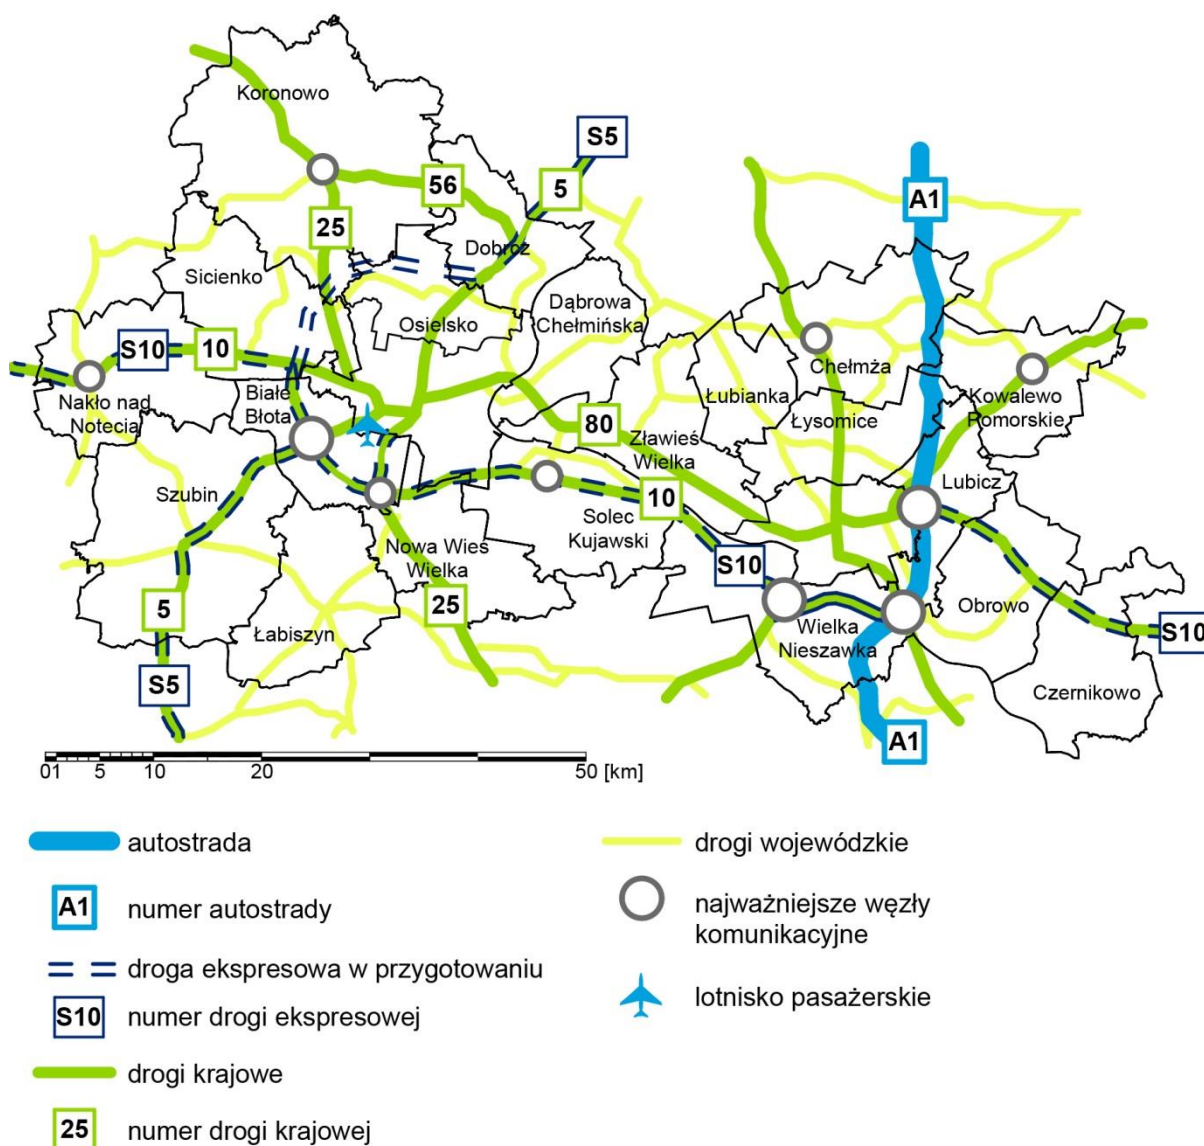 S5
Koronowo
56
5
A1
25
Dobrcz
Sicienko
Dąbrowa
Chełmińska
Osielsko
S10
10
Chełmża
Nakło nad
Notecią
Białe
Błota
Łubianka
Łysomice
Kowalewo
Pomorskie
80
Zławieś
Wielka
Lubicz
Szubin
10
Solec
Kujawski
Nowa Wieś
Wielka
S10
5
25
Obrowo
Łabiszyn
Wielka
Nieszawka
S10
S5
Czernikowo
A1
01 5 10 20 50 [km]
autostrada
drogi wojewódzkie
A1 numer autostrady
najważniejsze węzły
komunikacyjne
droga ekspresowa w przygotowaniu
lotnisko pasażerskie
S10 numer drogi ekspresowej
drogi krajowe
25 numer drogi krajowej